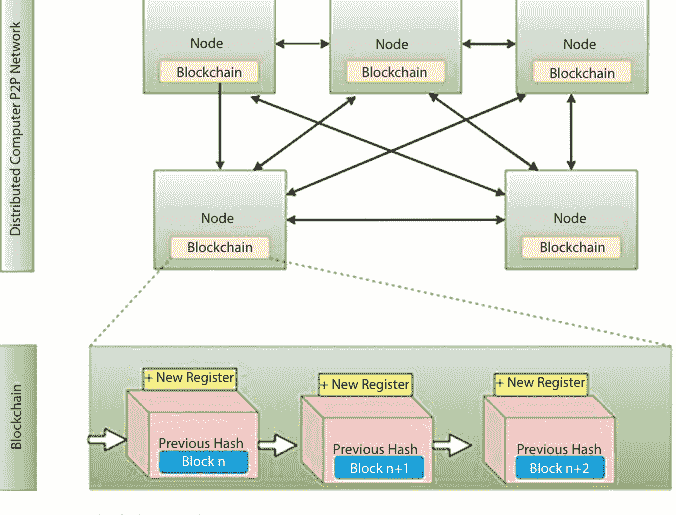 Distributed Computer P2P Network
Node
Blockchain
Node
Blockchain
Node
Blockchain
Node
Blockchain
Node
Blockchain
Blockchain
+ New Register
Previous Hash
Block n
+ New Register
Previous Hash
Block n+1
+ New Register
Previous Hash
Block n+2